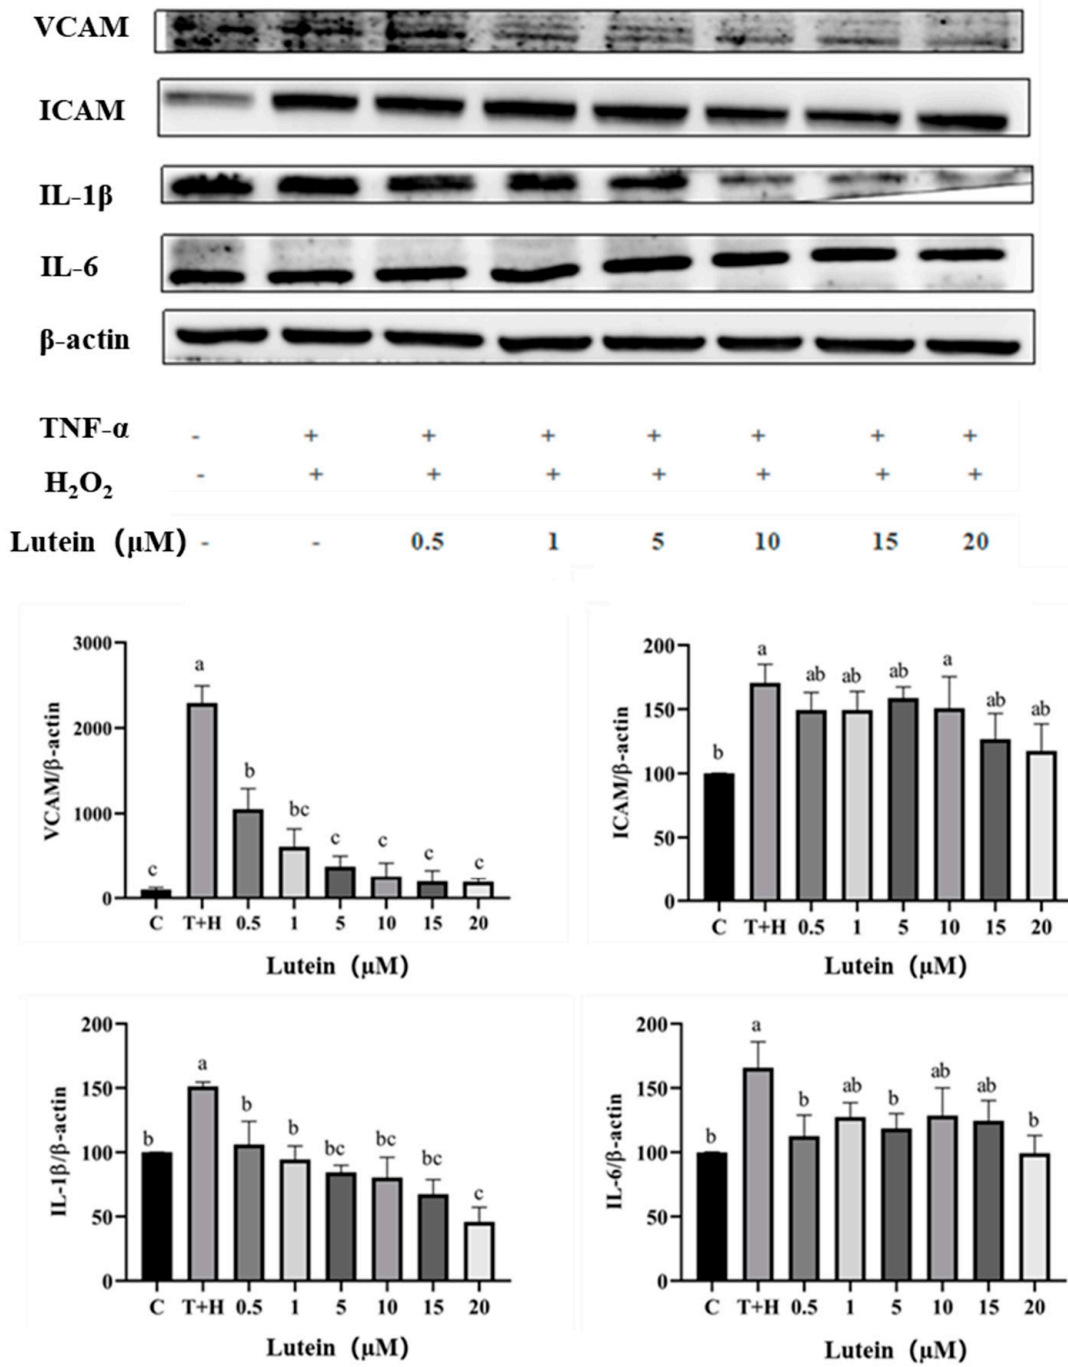 VCAM
ICAM
IL-1β
IL-6
β-actin
TNF-α - + + + + + + +
H₂O₂ - + + + + + + +
Lutein (μM) - - 0.5 1 5 10 15 20
VCAM/β-actin
3000
2000
1000
0
c a b bc c c c c
C T+H 0.5 1 5 10 15 20
Lutein (μM)
ICAM/β-actin
200
150
100
50
0
b a ab ab ab a ab ab
C T+H 0.5 1 5 10 15 20
Lutein (μM)
IL-1β/β-actin
200
150
100
50
0
b a b b bc bc bc c
C T+H 0.5 1 5 10 15 20
Lutein (μM)
IL-6/β-actin
200
150
100
50
0
b a b ab b ab ab b
C T+H 0.5 1 5 10 15 20
Lutein (μM)